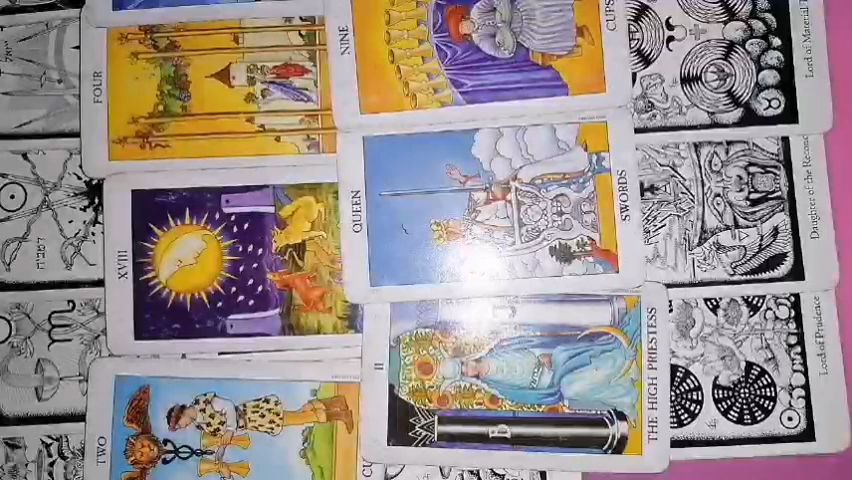 FOUR
NINE
CUPS
XVIII
QUEEN
SWORDS
TWO
II
THE HIGH PRIESTESS
B
J
Lord of Material
Daughter of the
Lord of Prudence